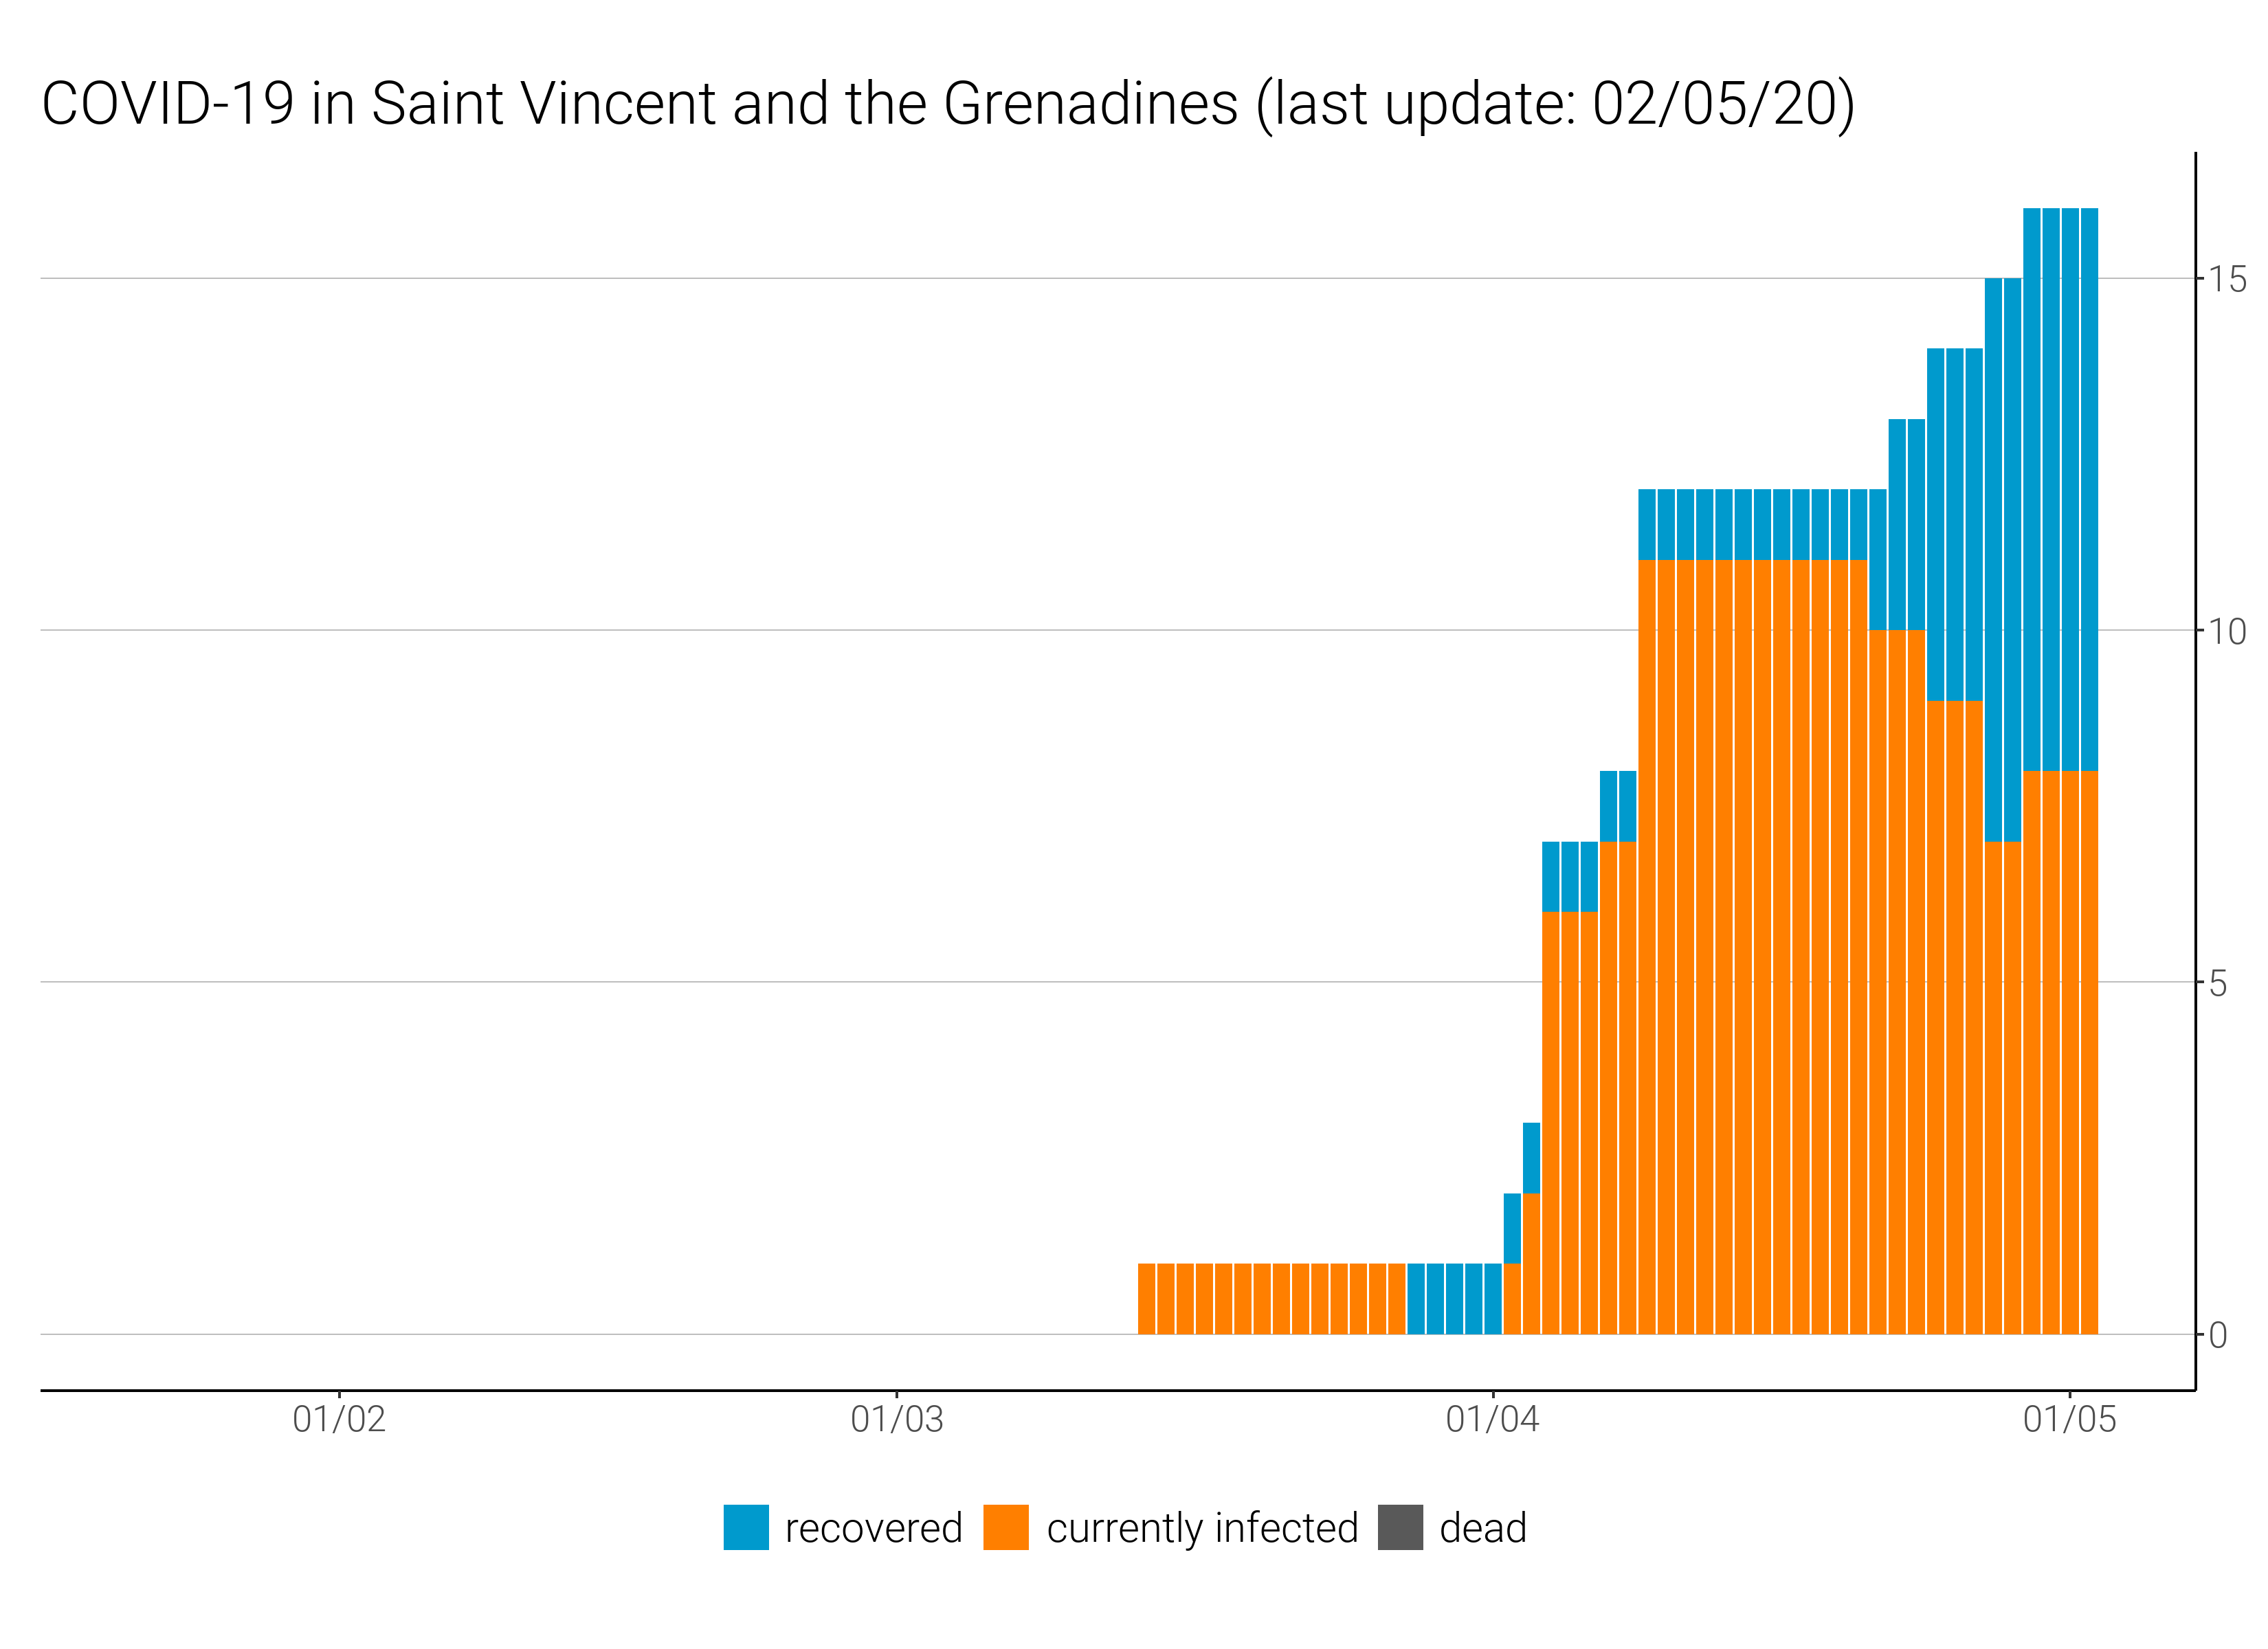 COVID-19 in Saint Vincent and the Grenadines (last update: 02/05/20)
15
10
5
0
01/02 01/03 01/04 01/05
recovered currently infected dead